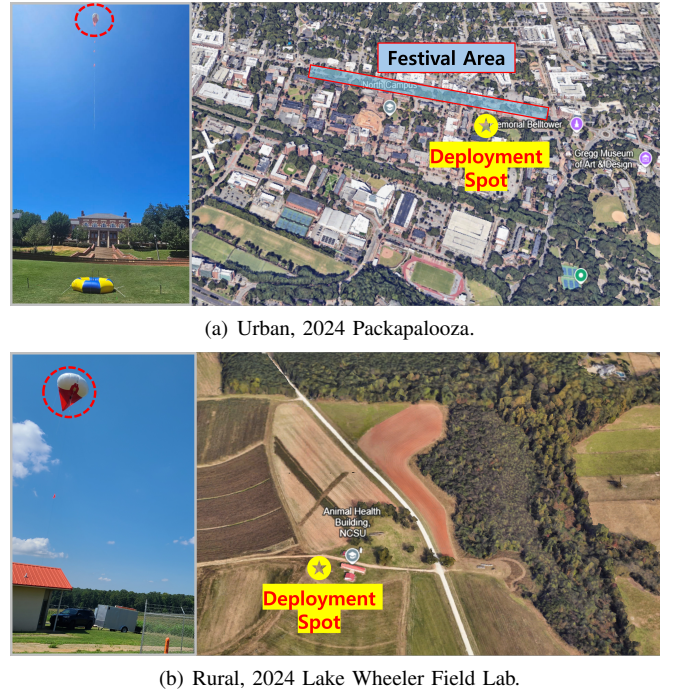 Festival Area
North Campus
emorial Belltower
Deployment
Spot
Gregg Museum
of Art & Design
(a) Urban, 2024 Packapalooza.
Animal Health
Building,
NCSU
Deployment
Spot
(b) Rural, 2024 Lake Wheeler Field Lab.